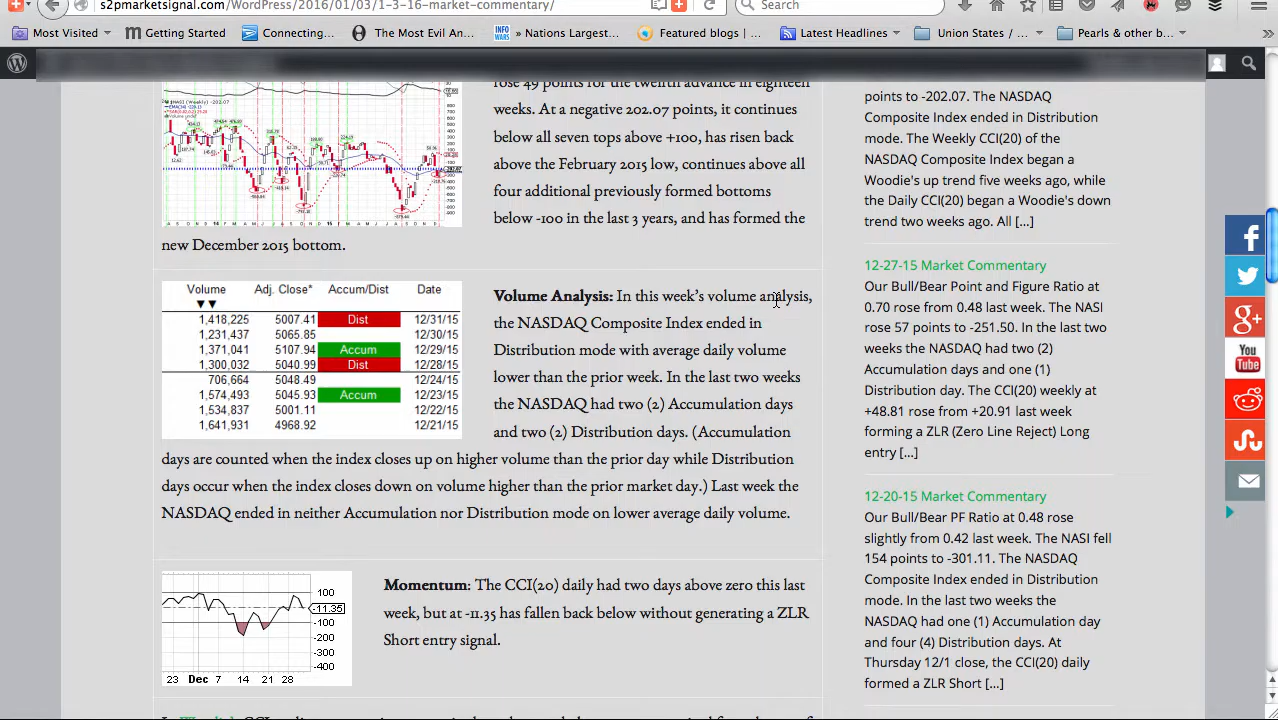 s2pmarketsignal.com/WordPress/2016/01/03/1-3-16-market-commentary/
Search
Most Visited
Getting Started
Connecting...
The Most Evil An...
INFO WARS
» Nations Largest...
Featured blogs | ...
Latest Headlines
Union States / ...
Pearls & other b...
rose 49 points for the twelfth advance in eighteen
weeks. At a negative 202.07 points, it continues
below all seven tops above +100, has risen back
above the February 2015 low, continues above all
four additional previously formed bottoms
below -100 in the last 3 years, and has formed the
new December 2015 bottom.
Volume Adj. Close* Accum/Dist Date
1,418,225 5007.41 Dist 12/31/15
1,231,437 5065.85 12/30/15
1,371,041 5107.94 Accum 12/29/15
1,300,032 5040.99 Dist 12/28/15
706,664 5048.49 12/24/15
1,574,493 5045.93 Accum 12/23/15
1,534,837 5001.11 12/22/15
1,641,931 4968.92 12/21/15
Volume Analysis: In this week's volume analysis,
the NASDAQ Composite Index ended in
Distribution mode with average daily volume
lower than the prior week. In the last two weeks
the NASDAQ had two (2) Accumulation days
and two (2) Distribution days. (Accumulation
days are counted when the index closes up on higher volume than the prior day while Distribution
days occur when the index closes down on volume higher than the prior market day.) Last week the
NASDAQ ended in neither Accumulation nor Distribution mode on lower average daily volume.
100
-11.35
-100
-200
-300
-400
23 Dec 7 14 21 28
Momentum: The CCI(20) daily had two days above zero this last
week, but at -11.35 has fallen back below without generating a ZLR
Short entry signal.
points to -202.07. The NASDAQ
Composite Index ended in Distribution
mode. The Weekly CCI(20) of the
NASDAQ Composite Index began a
Woodie's up trend five weeks ago, while
the Daily CCI(20) began a Woodie's down
trend two weeks ago. All [...]
12-27-15 Market Commentary
Our Bull/Bear Point and Figure Ratio at
0.70 rose from 0.48 last week. The NASI
rose 57 points to -251.50. In the last two
weeks the NASDAQ had two (2)
Accumulation days and one (1)
Distribution day. The CCI(20) weekly at
+48.81 rose from +20.91 last week
forming a ZLR (Zero Line Reject) Long
entry [...]
12-20-15 Market Commentary
Our Bull/Bear PF Ratio at 0.48 rose
slightly from 0.42 last week. The NASI fell
154 points to -301.11. The NASDAQ
Composite Index ended in Distribution
mode. In the last two weeks the
NASDAQ had one (1) Accumulation day
and four (4) Distribution days. At
Thursday 12/1 close, the CCI(20) daily
formed a ZLR Short [...]
You
Tube